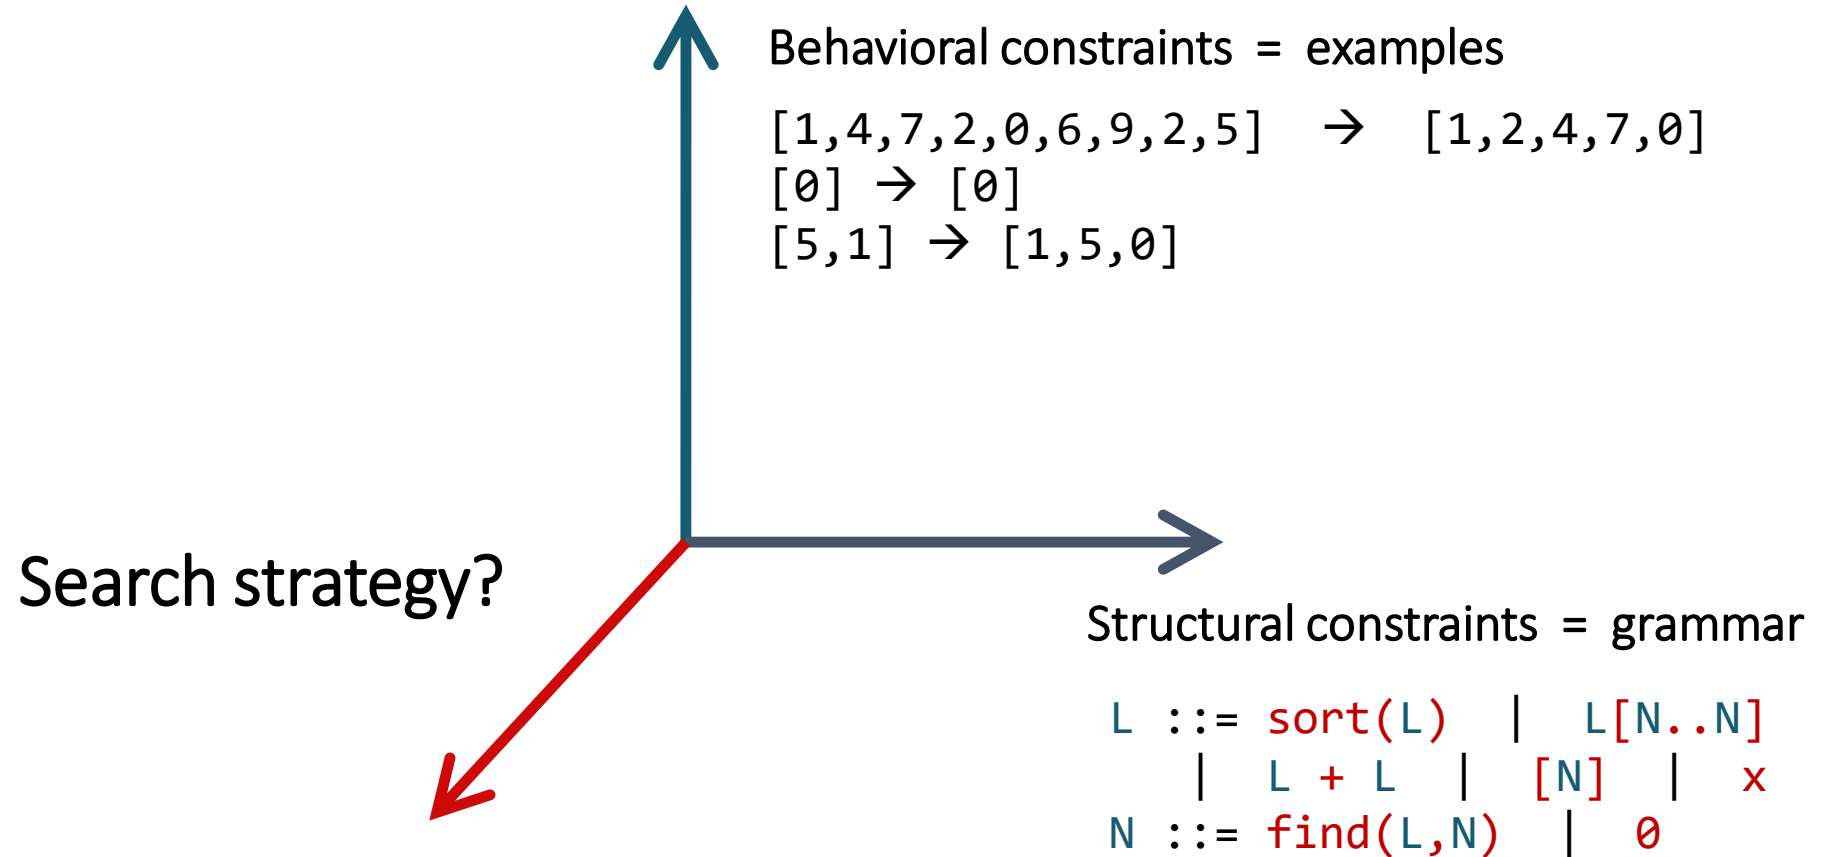 Behavioral constraints = examples
[1,4,7,2,0,6,9,2,5] → [1,2,4,7,0]
[0] → [0]
[5,1] → [1,5,0]
Search strategy?
Structural constraints = grammar
L ::= sort(L) | L[N..N]
| L + L | [N] | x
N ::= find(L,N) | 0